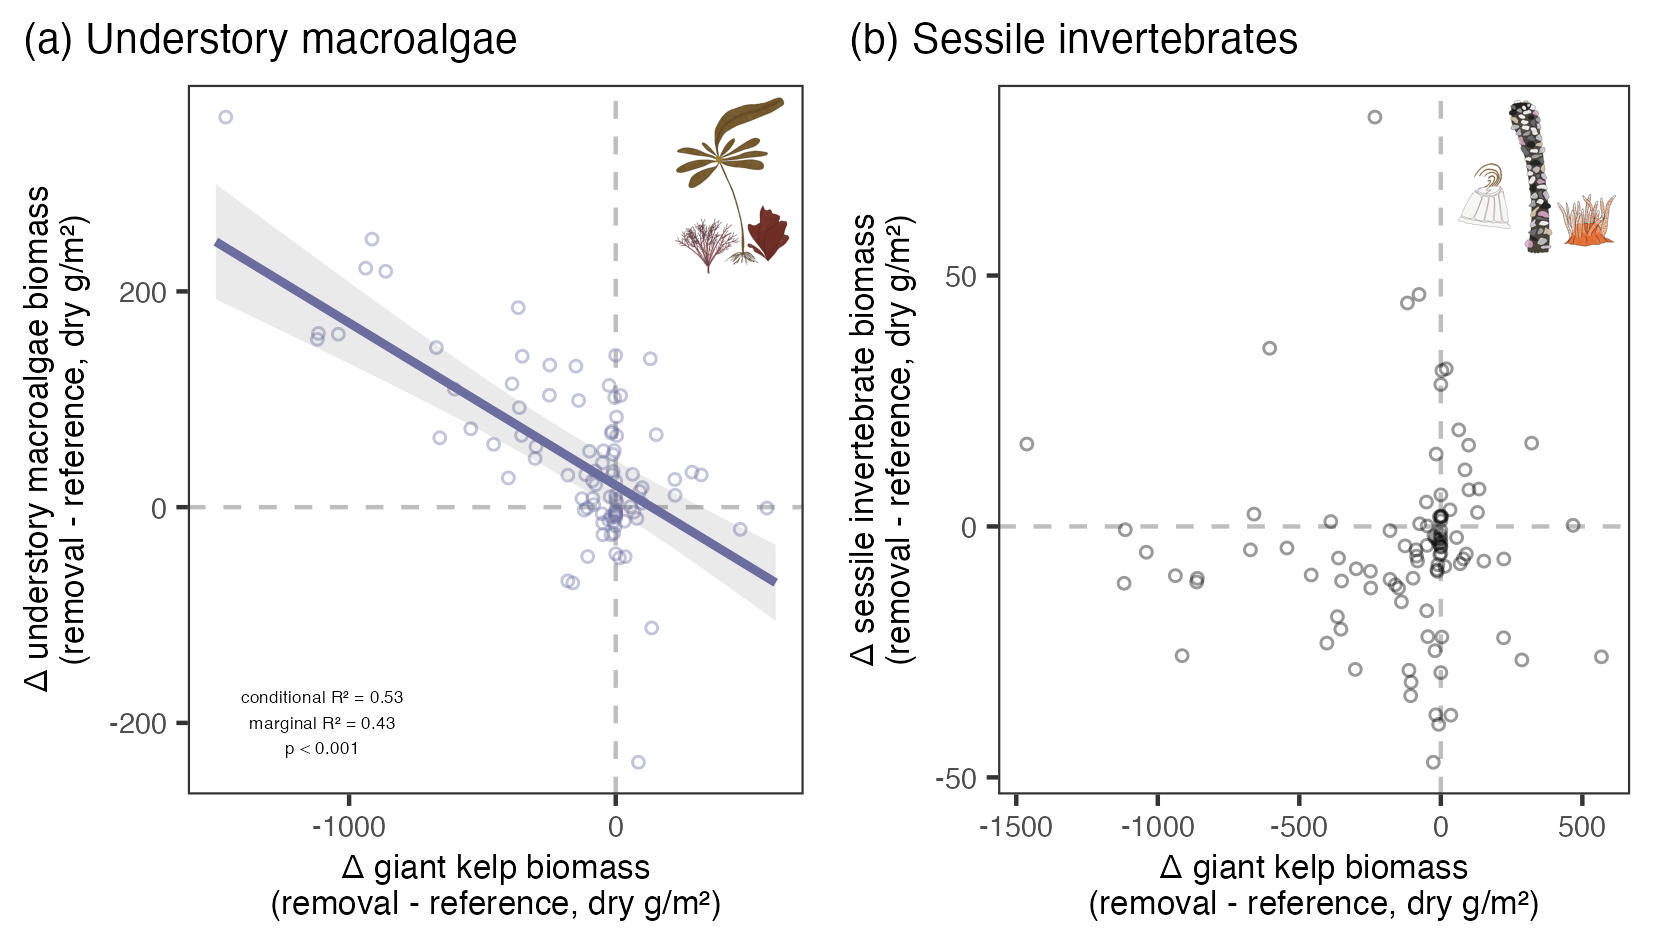 (a) Understory macroalgae
Δ understory macroalgae biomass
(removal - reference, dry g/m²)
200
0
-200
conditional R² = 0.53
marginal R² = 0.43
p < 0.001
-1000
0
Δ giant kelp biomass
(removal - reference, dry g/m²)
(b) Sessile invertebrates
Δ sessile invertebrate biomass
(removal - reference, dry g/m²)
50
0
-50
-1500
-1000
-500
0
500
Δ giant kelp biomass
(removal - reference, dry g/m²)